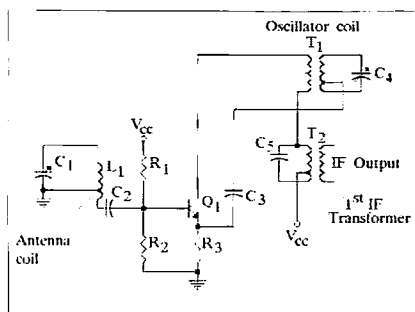 Oscillator coil
T1
C4
Vcc
C5
T2
C1
L1
R1
IF Output
C2
Q1
C3
1st IF
Transformer
R2
R3
Vcc
Antenna
coil